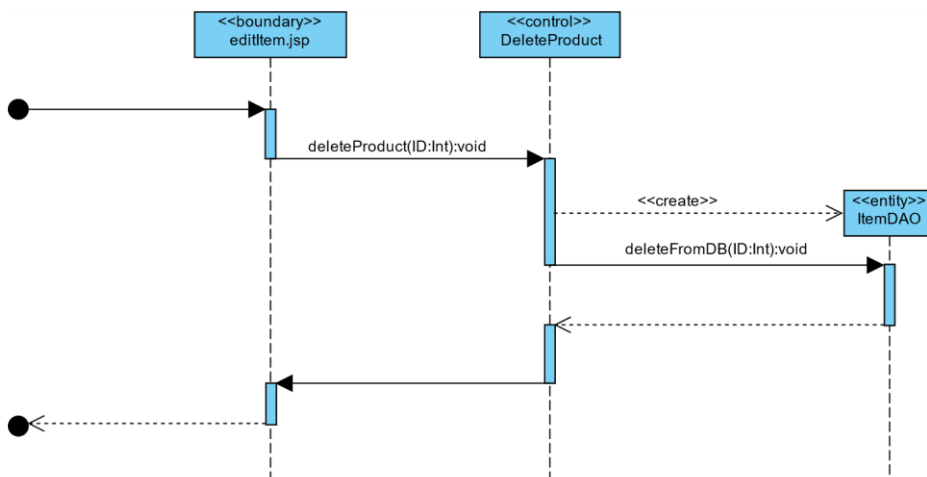 <<boundary>>
editItem.jsp
<<control>>
DeleteProduct
deleteProduct(ID:Int):void
<<create>>
<<entity>>
ItemDAO
deleteFromDB(ID:Int):void